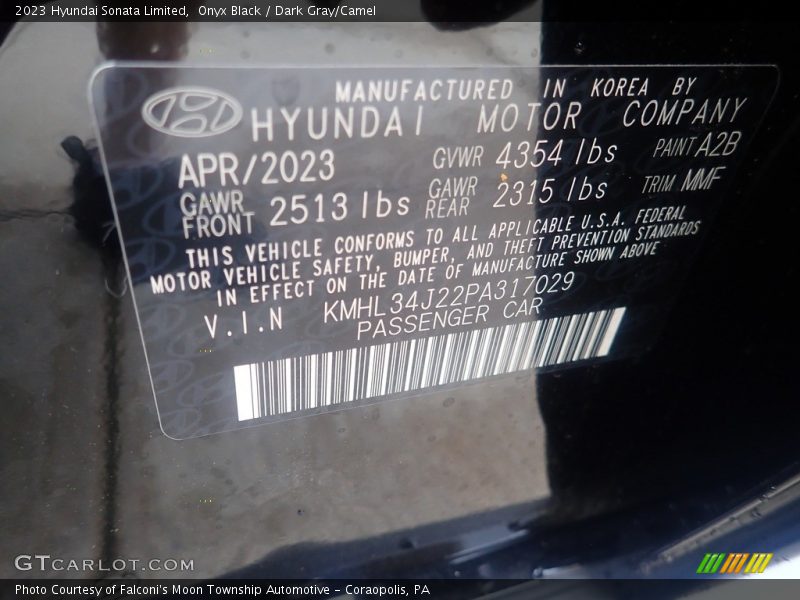 2023 Hyundai Sonata Limited, Onyx Black / Dark Gray/Camel
MANUFACTURED IN KOREA BY
HYUNDAI MOTOR COMPANY
APR/2023 GVWR 4354 lbs PAINT A2B
GAWR FRONT 2513 lbs GAWR REAR 2315 lbs TRIM MMF
THIS VEHICLE CONFORMS TO ALL APPLICABLE U.S.A. FEDERAL
MOTOR VEHICLE SAFETY, BUMPER, AND THEFT PREVENTION STANDARDS
IN EFFECT ON THE DATE OF MANUFACTURE SHOWN ABOVE
V.I.N KMHL34J22PA317029
PASSENGER CAR
GTCARLOT.COM
Photo Courtesy of Falconi's Moon Township Automotive – Coraopolis, PA